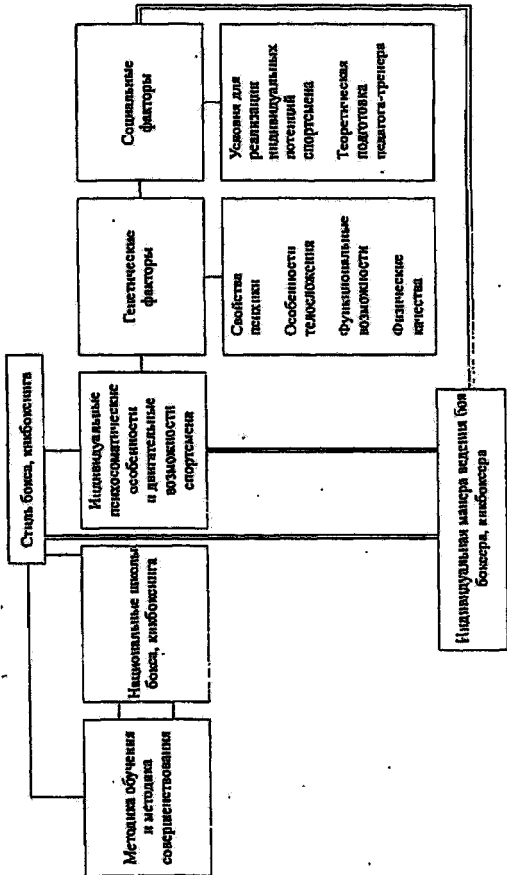 Стиль бокса, кикбоксинга
Методика обучения
и методика
совершенствования
Национальные школы
бокса, кикбоксинга
Индивидуальные
психосоматические
особенности
и двигательные
возможности
спортсмена
Генетические
факторы
Социальные
факторы
Свойства
психики
Особенности
телосложения
Функциональные
возможности
Физические
качества
Условия для
реализации
индивидуальных
потенций
спортсмена
Теоретическая
подготовка
педагога-тренера
Индивидуальная манера ведения боя
боксера, кикбоксера